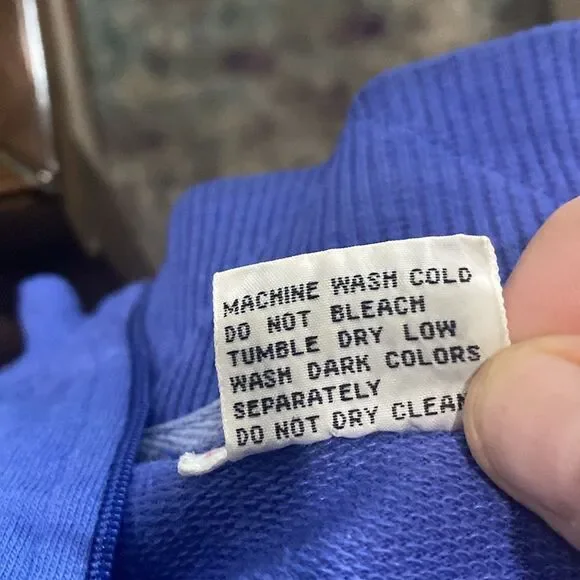 MACHINE WASH COLD
DO NOT BLEACH
TUMBLE DRY LOW
WASH DARK COLORS
SEPARATELY
DO NOT DRY CLEAN